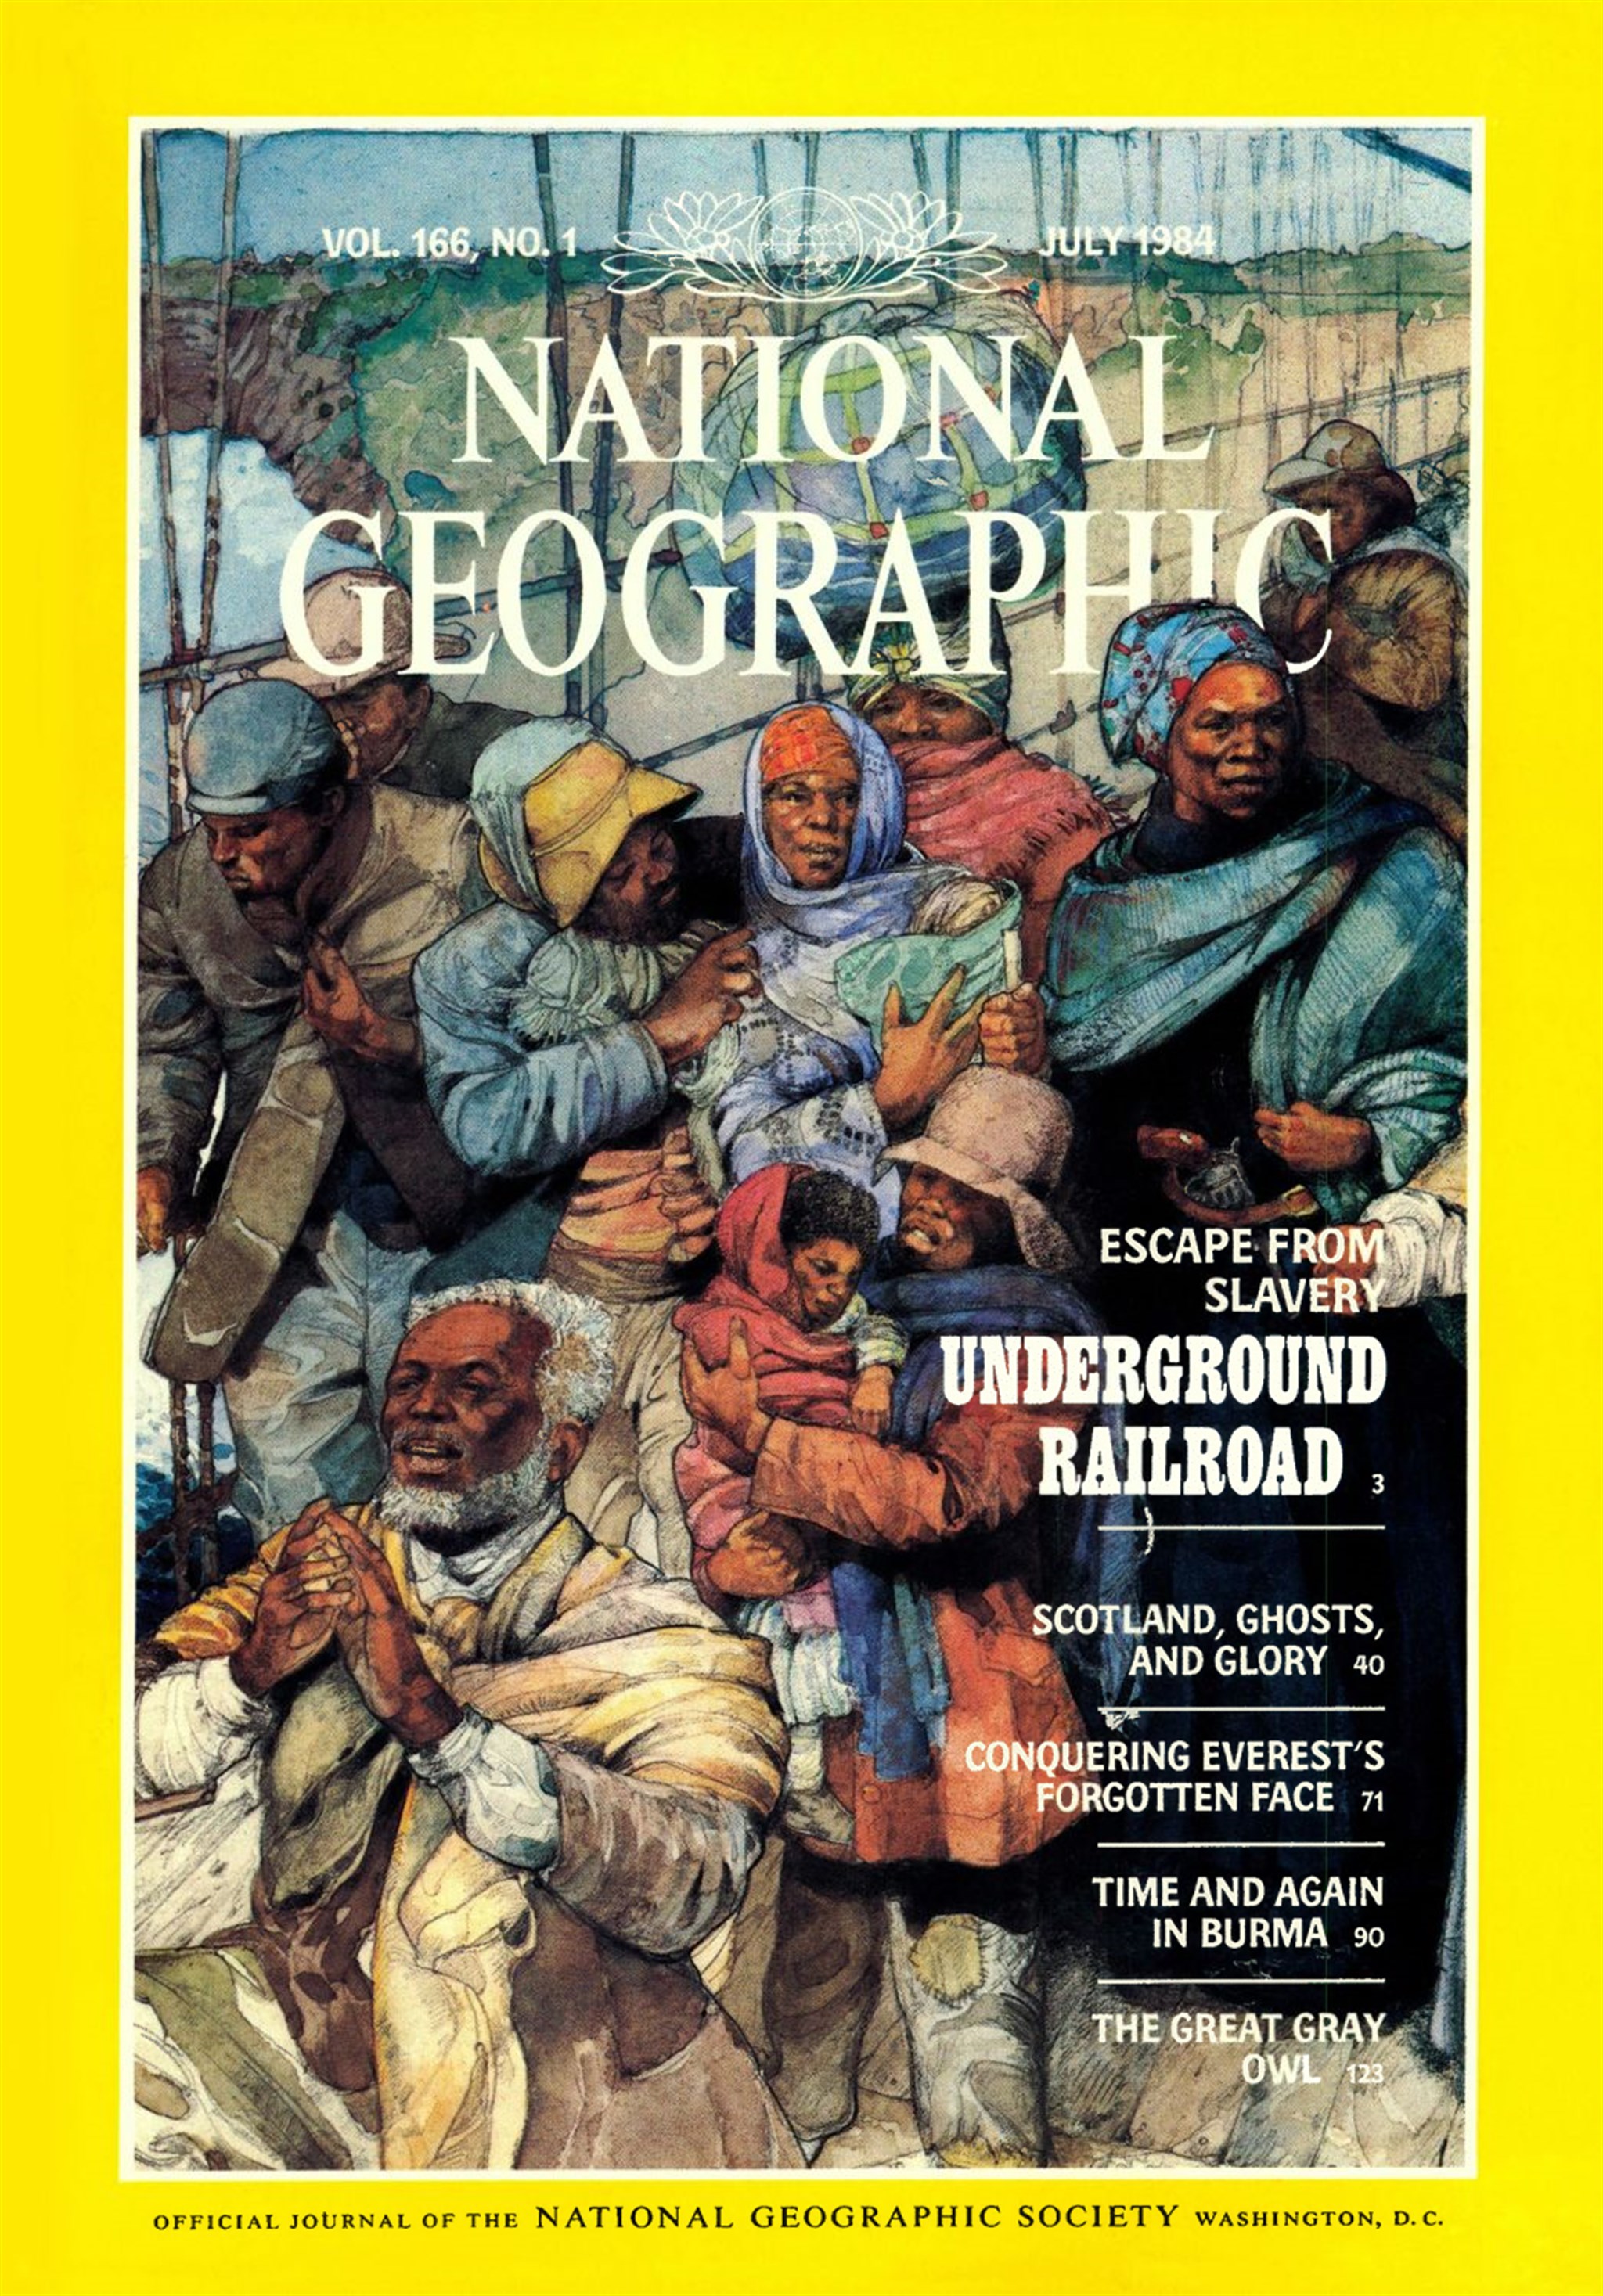 VOL. 166, NO. 1
JULY 1984
NATIONAL
GEOGRAPHIC
ESCAPE FROM
SLAVERY
UNDERGROUND
RAILROAD 3
SCOTLAND, GHOSTS,
AND GLORY 40
CONQUERING EVEREST'S
FORGOTTEN FACE 71
TIME AND AGAIN
IN BURMA 90
THE GREAT GRAY
OWL 123
OFFICIAL JOURNAL OF THE NATIONAL GEOGRAPHIC SOCIETY WASHINGTON, D. C.